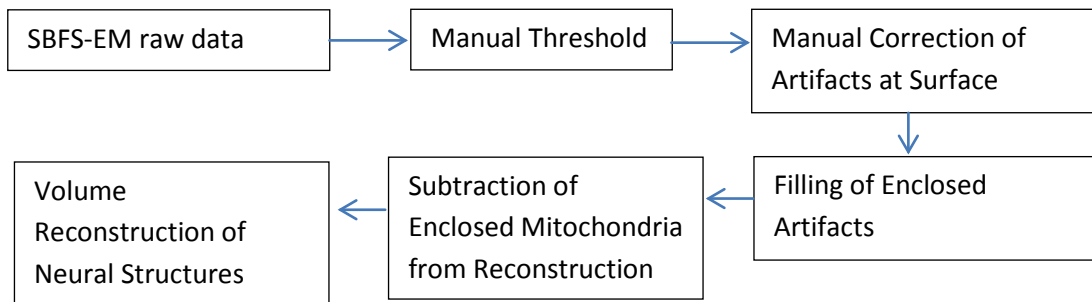 SBFS-EM raw data
Manual Threshold
Manual Correction of
Artifacts at Surface
Filling of Enclosed
Artifacts
Subtraction of
Enclosed Mitochondria
from Reconstruction
Volume
Reconstruction of
Neural Structures